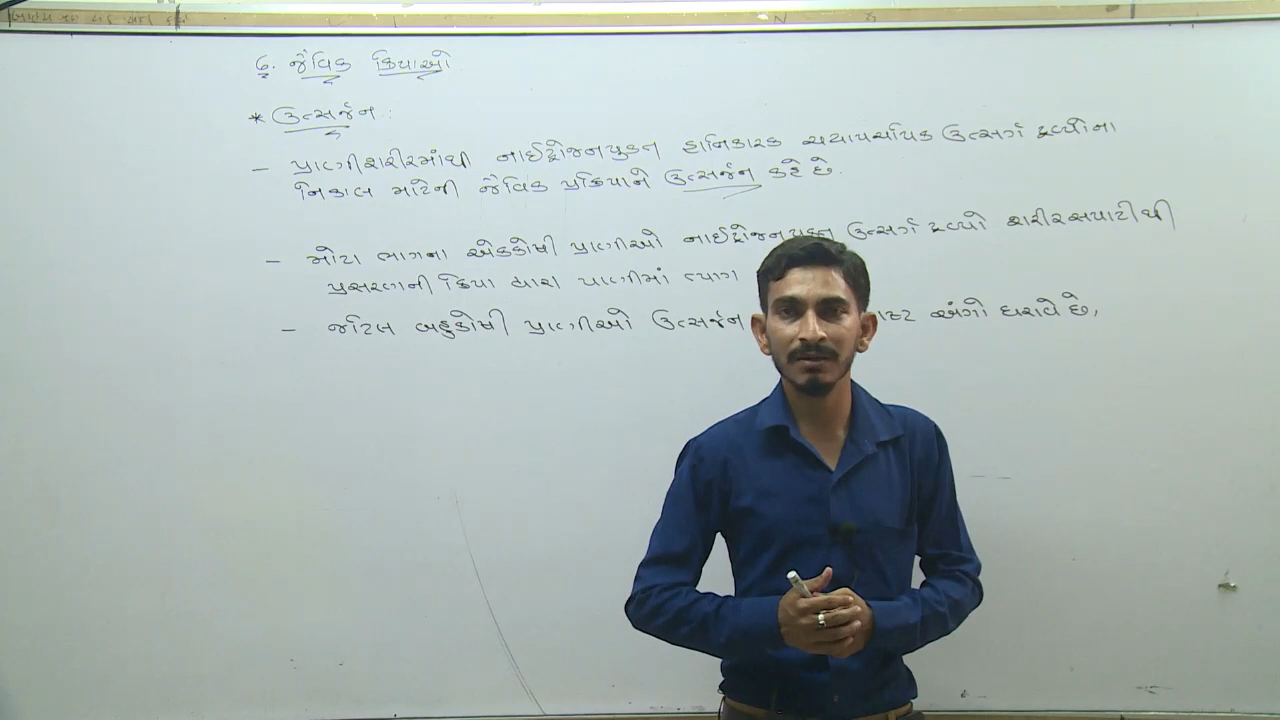 6. જૈવિક ક્રિયાઓ
* ઉત્સર્જન :
- પ્રાણીશરીરમાંથી નાઈટ્રોજનયુક્ત હાનિકારક ચયાપચયિક ઉત્સર્ગ દ્રવ્યોના
નિકાલ માટેની જૈવિક પ્રક્રિયાને ઉત્સર્જન કહે છે.
- મોટા ભાગના એકકોષી પ્રાણીઓ નાઈટ્રોજનયુક્ત ઉત્સર્ગ દ્રવ્યો શરીરસપાટીથી
પ્રસરણની ક્રિયા દ્વારા પાણીમાં ત્યાગ
- જટિલ બહુકોષી પ્રાણીઓ ઉત્સર્જન અંગો ધરાવે છે.